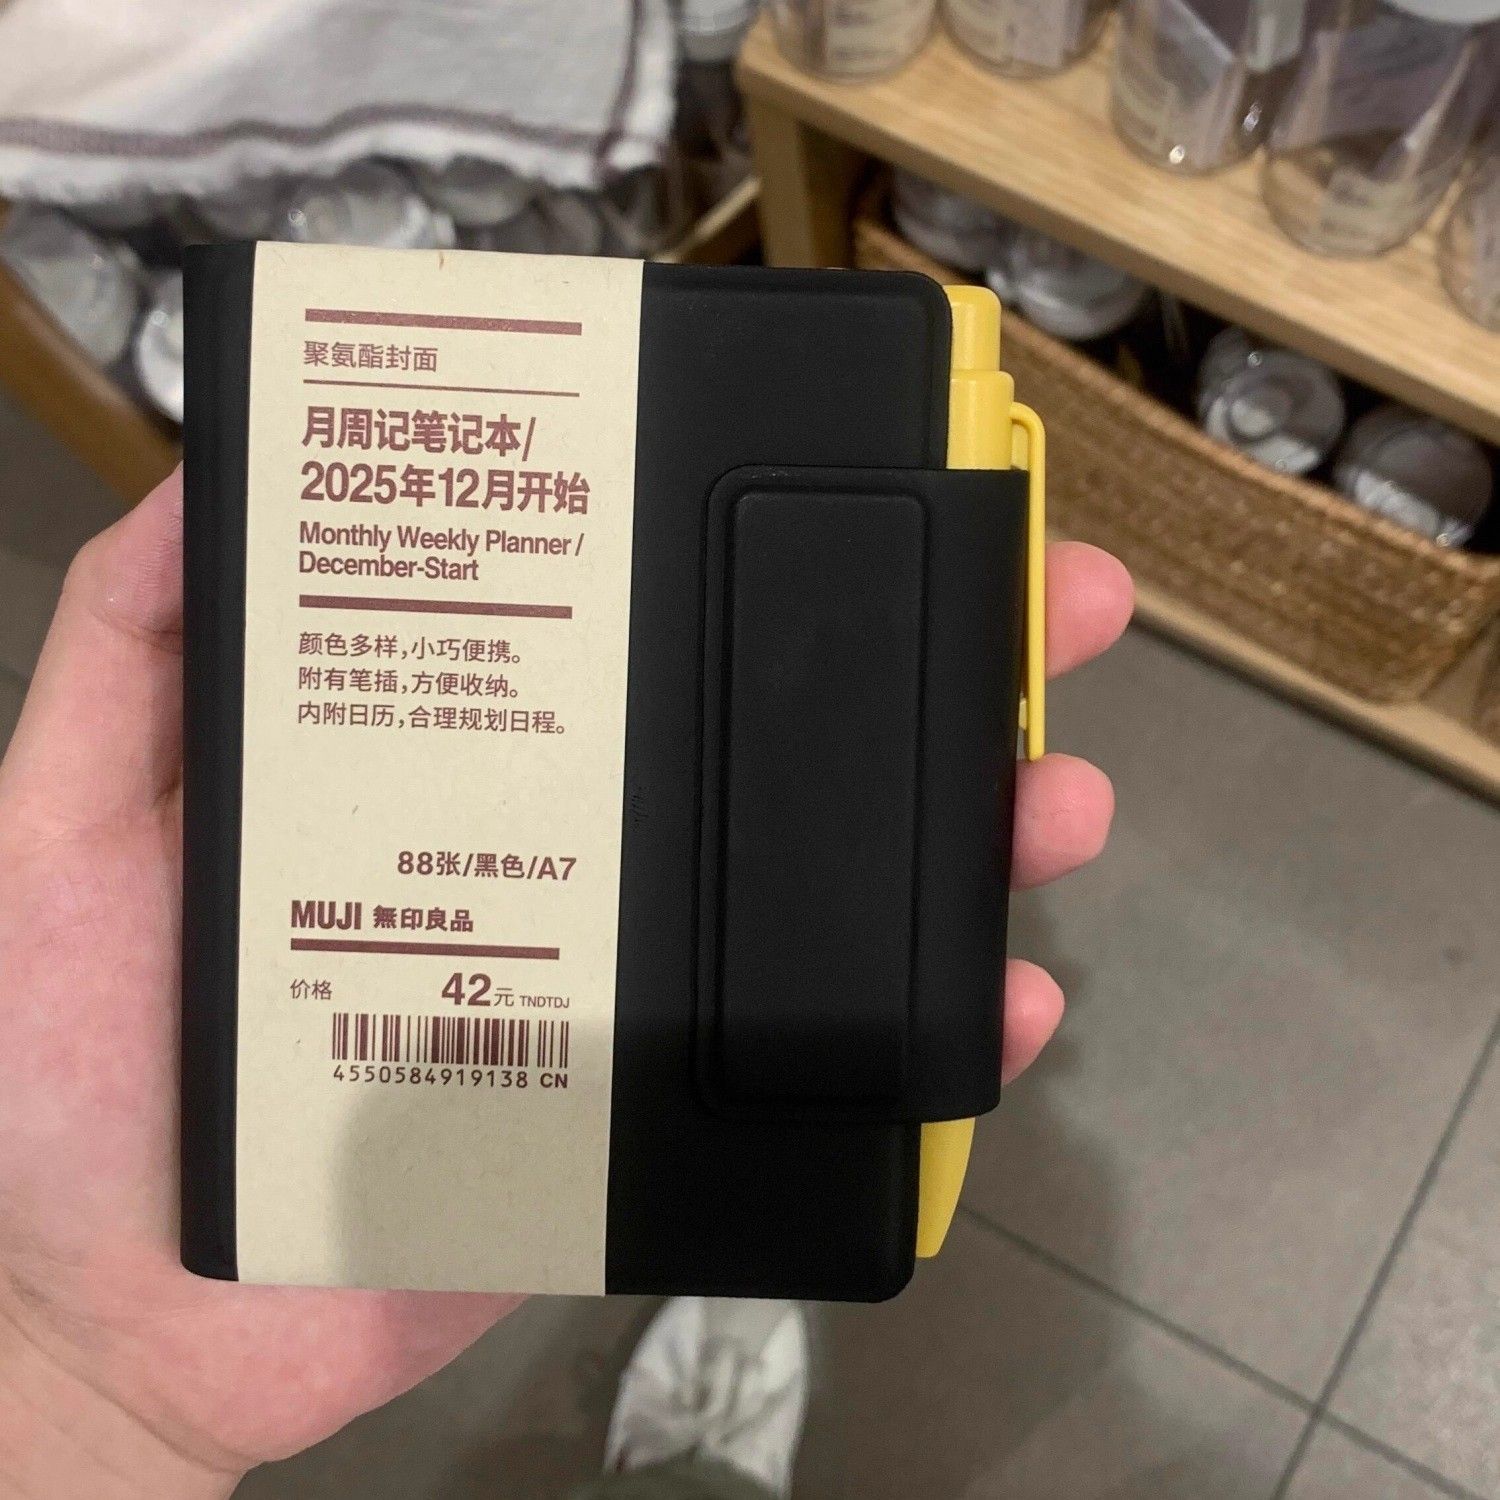 聚氨酯封面
月周记笔记本/
2025年12月开始
Monthly Weekly Planner /
December-Start
颜色多样，小巧便携。
附有笔插，方便收纳。
内附日历，合理规划日程。
88张/黑色/A7
MUJI 無印良品
价格 42元 TNDTDJ
4550584919138 CN